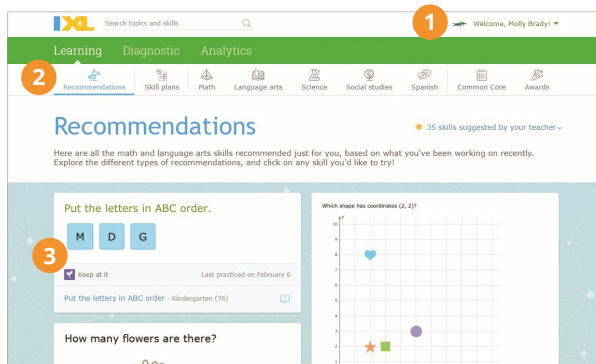 IXL
Search topics and skills
1
Welcome, Molly Brady!
Learning Diagnostic Analytics
2
Recommendations Skill plans Math Language arts Science Social studies Spanish Common Core Awards
Recommendations
35 skills suggested by your teacher
Here are all the math and language arts skills recommended just for you, based on what you've been working on recently.
Explore the different types of recommendations, and click on any skill you'd like to try!
Put the letters in ABC order.
M D G
3
Keep at it Last practiced on February 6
Put the letters in ABC order - Kindergarten (76)
How many flowers are there?
Which shape has coordinates (2, 2)?
y
10
9
8
7
6
5
4
3
2
1